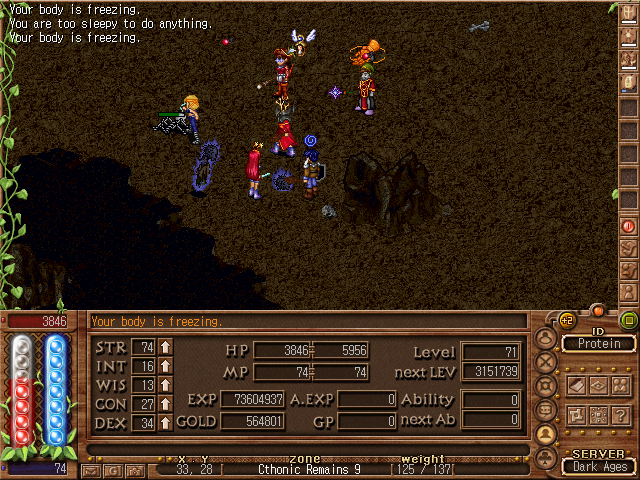 Your body is freezing.
You are too sleepy to do anything.
Your body is freezing.
3846
Your body is freezing.
+2
ID
Protein
STR 74
INT 16
WIS 13
CON 27
DEX 34
HP 3846 5956
MP 74 74
EXP 73604937 A.EXP 0
GOLD 564801 GP 0
Level 71
next LEV 3151739
Ability 0
next Ab 0
74
G
?
x y zone weight
33, 28 Cthonic Remains 9 125 / 137
SERVER
Dark Ages